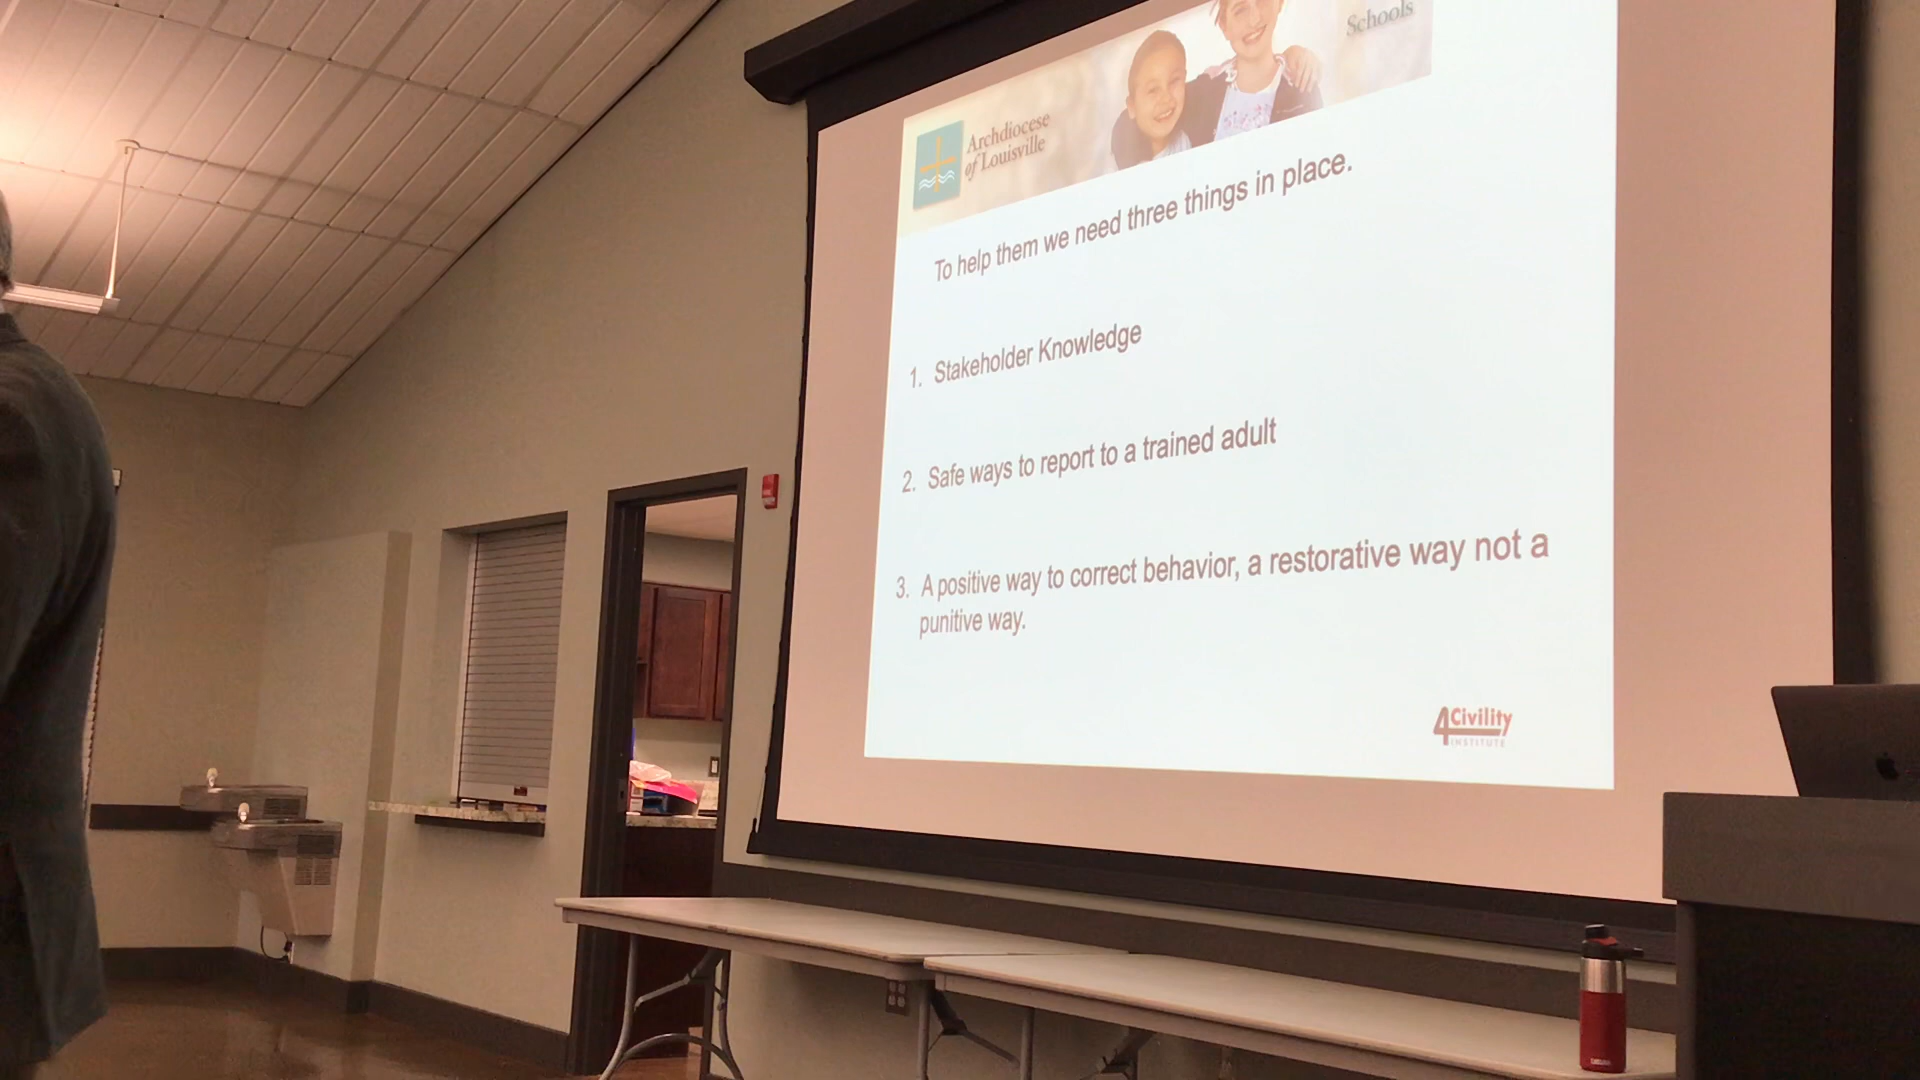 Schools
Archdiocese
of Louisville
To help them we need three things in place.
1. Stakeholder Knowledge
2. Safe ways to report to a trained adult
3. A positive way to correct behavior, a restorative way not a
punitive way.
4Civility
INSTITUTE